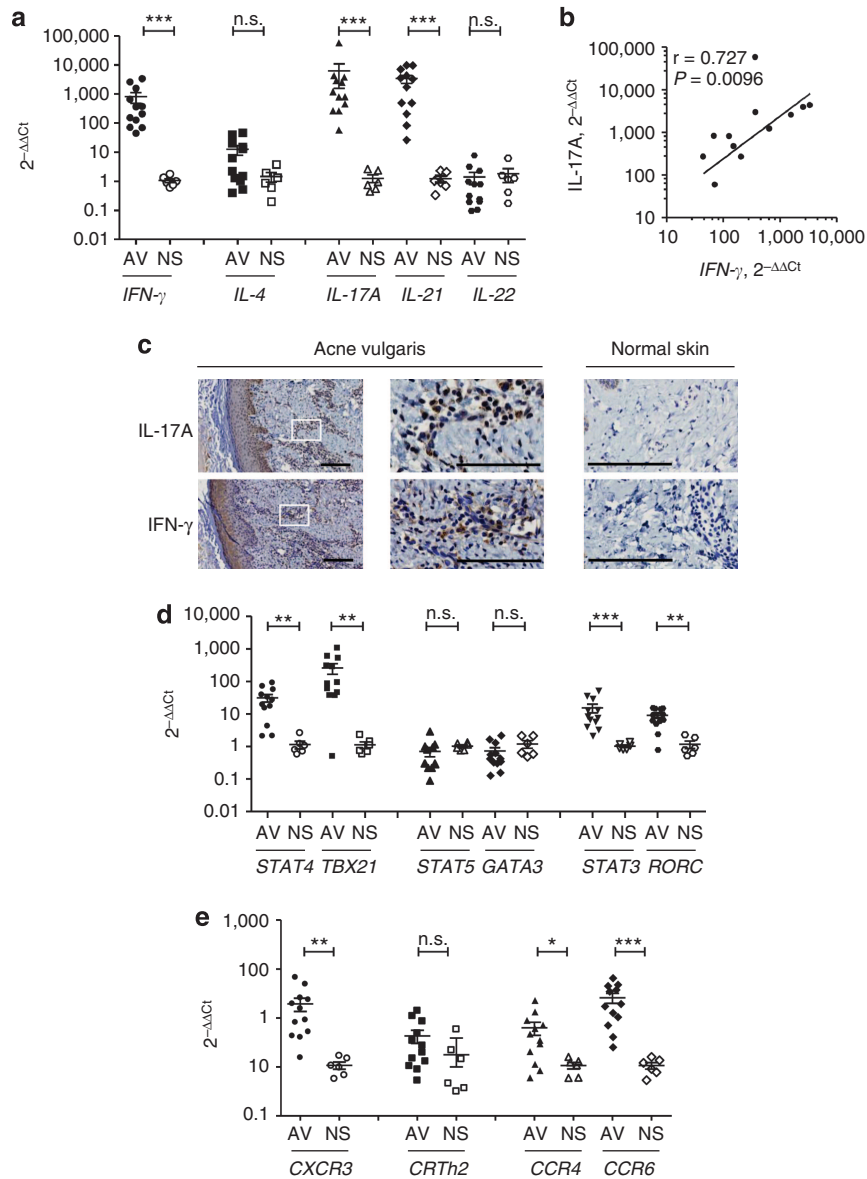 a
*** n.s. *** *** n.s.
100,000
10,000
1,000
100
10
1
0.1
0.01
2–ΔΔCt
AV NS AV NS AV NS AV NS AV NS
IFN-γ IL-4 IL-17A IL-21 IL-22
b
100,000
10,000
1,000
100
10
r = 0.727
P = 0.0096
IL-17A, 2–ΔΔCt
10 100 1,000 10,000
IFN-γ, 2–ΔΔCt
c
Acne vulgaris Normal skin
IL-17A
IFN-γ
d
** ** n.s. n.s. *** **
10,000
1,000
100
10
1
0.1
0.01
2–ΔΔCt
AV NS AV NS AV NS AV NS AV NS AV NS
STAT4 TBX21 STAT5 GATA3 STAT3 RORC
e
** n.s. * ***
1,000
100
1
10
0.1
2–ΔΔCt
AV NS AV NS AV NS AV NS
CXCR3 CRTh2 CCR4 CCR6